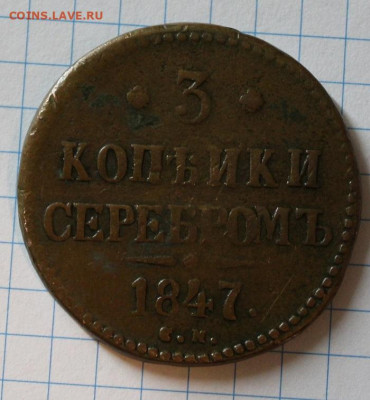 COINS.LAVE.RU
3
КОПѢЙКИ
СЕРЕБРОМЪ
1847.
С.М.